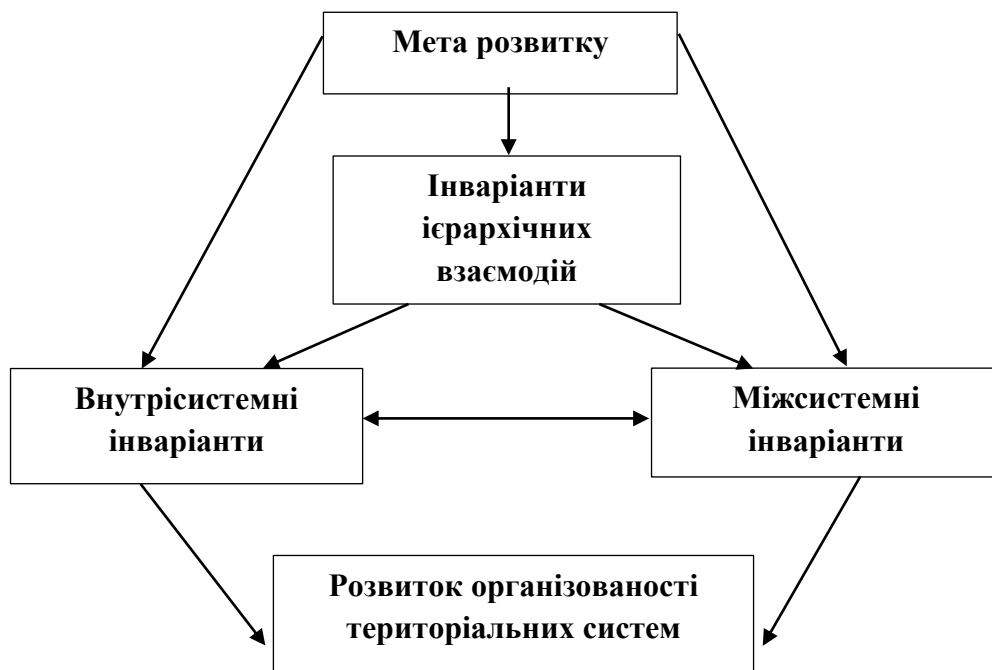 Мета розвитку
Інваріанти
ієрархічних
взаємодій
Внутрісистемні
інваріанти
Міжсистемні
інваріанти
Розвиток організованості
територіальних систем